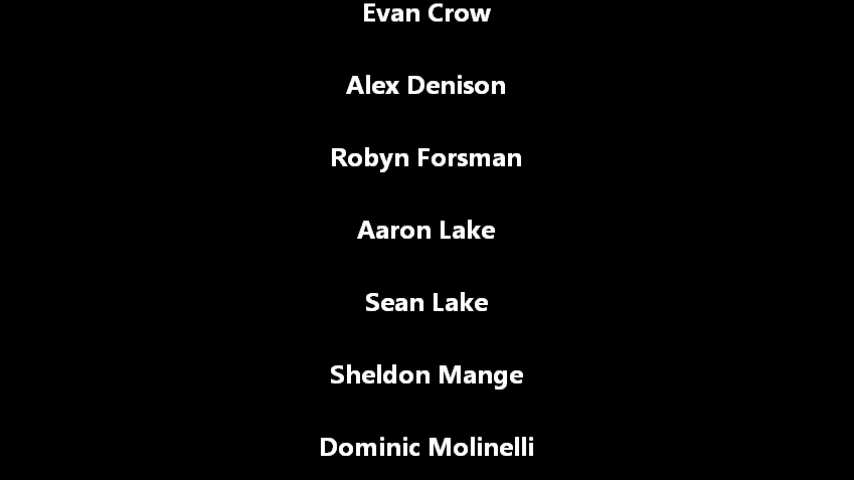 Evan Crow
Alex Denison
Robyn Forsman
Aaron Lake
Sean Lake
Sheldon Mange
Dominic Molinelli